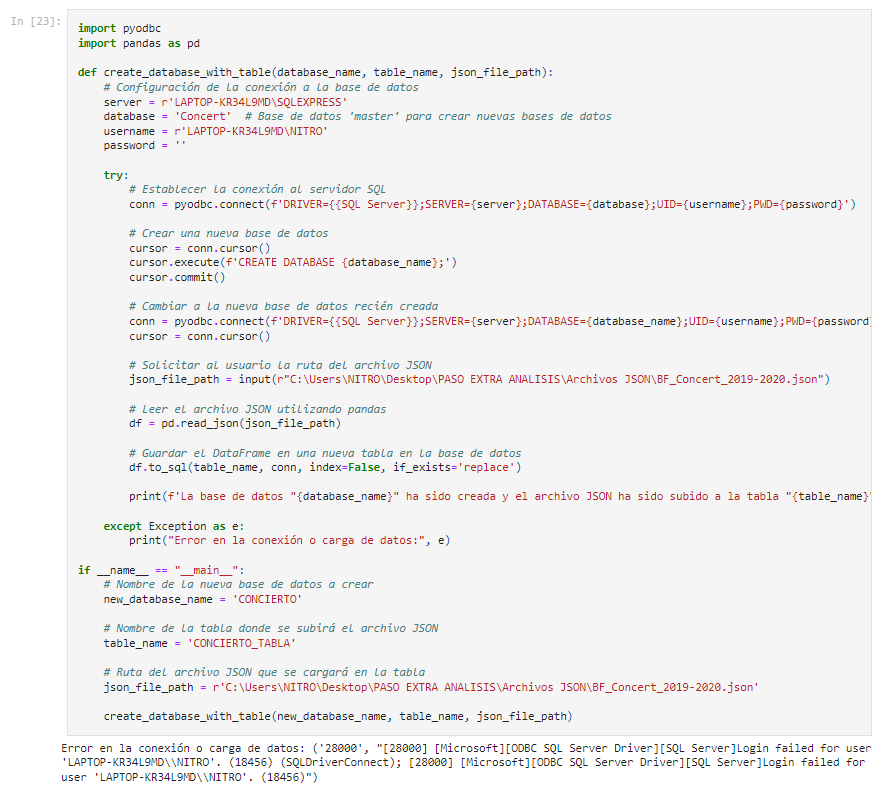 In [23]:
import pyodbc
import pandas as pd
def create_database_with_table(database_name, table_name, json_file_path):
# Configuración de la conexión a la base de datos
server = r'LAPTOP-KR34L9MD\SQLEXPRESS'
database = 'Concert'  # Base de datos 'master' para crear nuevas bases de datos
username = r'LAPTOP-KR34L9MD\NITRO'
password = ''
try:
# Establecer la conexión al servidor SQL
conn = pyodbc.connect(f'DRIVER={{SQL Server}};SERVER={server};DATABASE={database};UID={username};PWD={password}')
# Crear una nueva base de datos
cursor = conn.cursor()
cursor.execute(f'CREATE DATABASE {database_name};')
cursor.commit()
# Cambiar a la nueva base de datos recién creada
conn = pyodbc.connect(f'DRIVER={{SQL Server}};SERVER={server};DATABASE={database_name};UID={username};PWD={password}
cursor = conn.cursor()
# Solicitar al usuario la ruta del archivo JSON
json_file_path = input(r"C:\Users\NITRO\Desktop\PASO EXTRA ANALISIS\Archivos JSON\BF_Concert_2019-2020.json")
# Leer el archivo JSON utilizando pandas
df = pd.read_json(json_file_path)
# Guardar el DataFrame en una nueva tabla en la base de datos
df.to_sql(table_name, conn, index=False, if_exists='replace')
print(f'La base de datos "{database_name}" ha sido creada y el archivo JSON ha sido subido a la tabla "{table_name}"
except Exception as e:
print("Error en la conexión o carga de datos:", e)
if __name__ == "__main__":
# Nombre de la nueva base de datos a crear
new_database_name = 'CONCIERTO'
# Nombre de la tabla donde se subirá el archivo JSON
table_name = 'CONCIERTO_TABLA'
# Ruta del archivo JSON que se cargará en la tabla
json_file_path = r'C:\Users\NITRO\Desktop\PASO EXTRA ANALISIS\Archivos JSON\BF_Concert_2019-2020.json'
create_database_with_table(new_database_name, table_name, json_file_path)
Error en la conexión o carga de datos: ('28000', "[28000] [Microsoft][ODBC SQL Server Driver][SQL Server]Login failed for user
'LAPTOP-KR34L9MD\\NITRO'. (18456) (SQLDriverConnect); [28000] [Microsoft][ODBC SQL Server Driver][SQL Server]Login failed for
user 'LAPTOP-KR34L9MD\\NITRO'. (18456)")